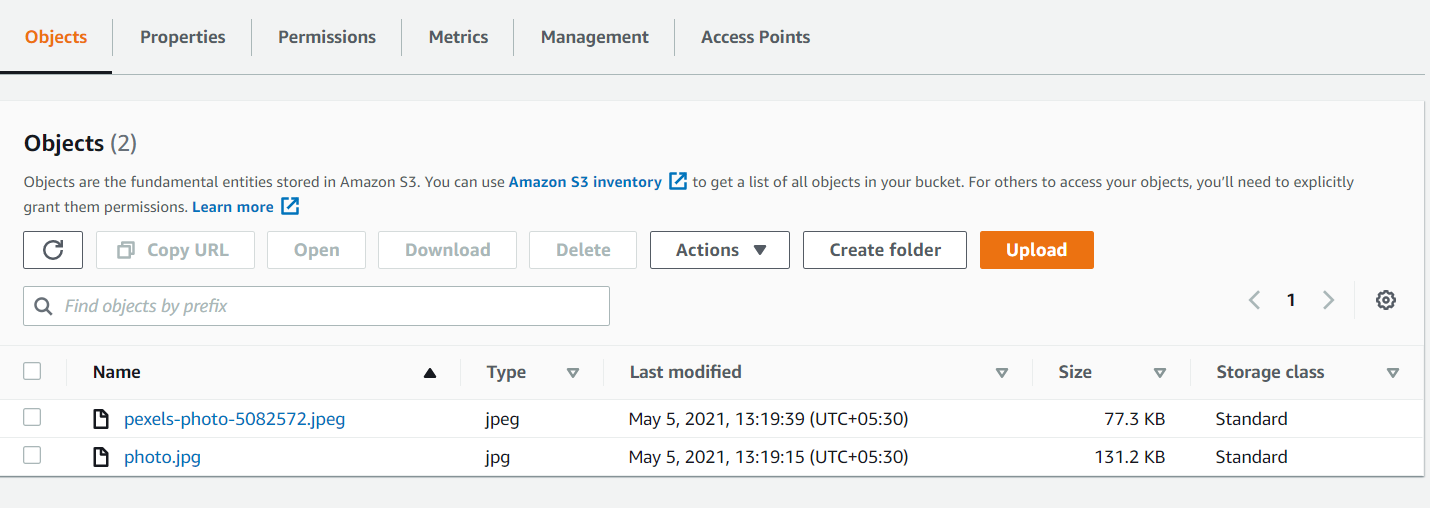 Objects Properties Permissions Metrics Management Access Points
Objects (2)
Objects are the fundamental entities stored in Amazon S3. You can use Amazon S3 inventory to get a list of all objects in your bucket. For others to access your objects, you'll need to explicitly
grant them permissions. Learn more
Copy URL Open Download Delete Actions Create folder Upload
Find objects by prefix 1
Name Type Last modified Size Storage class
pexels-photo-5082572.jpeg jpeg May 5, 2021, 13:19:39 (UTC+05:30) 77.3 KB Standard
photo.jpg jpg May 5, 2021, 13:19:15 (UTC+05:30) 131.2 KB Standard